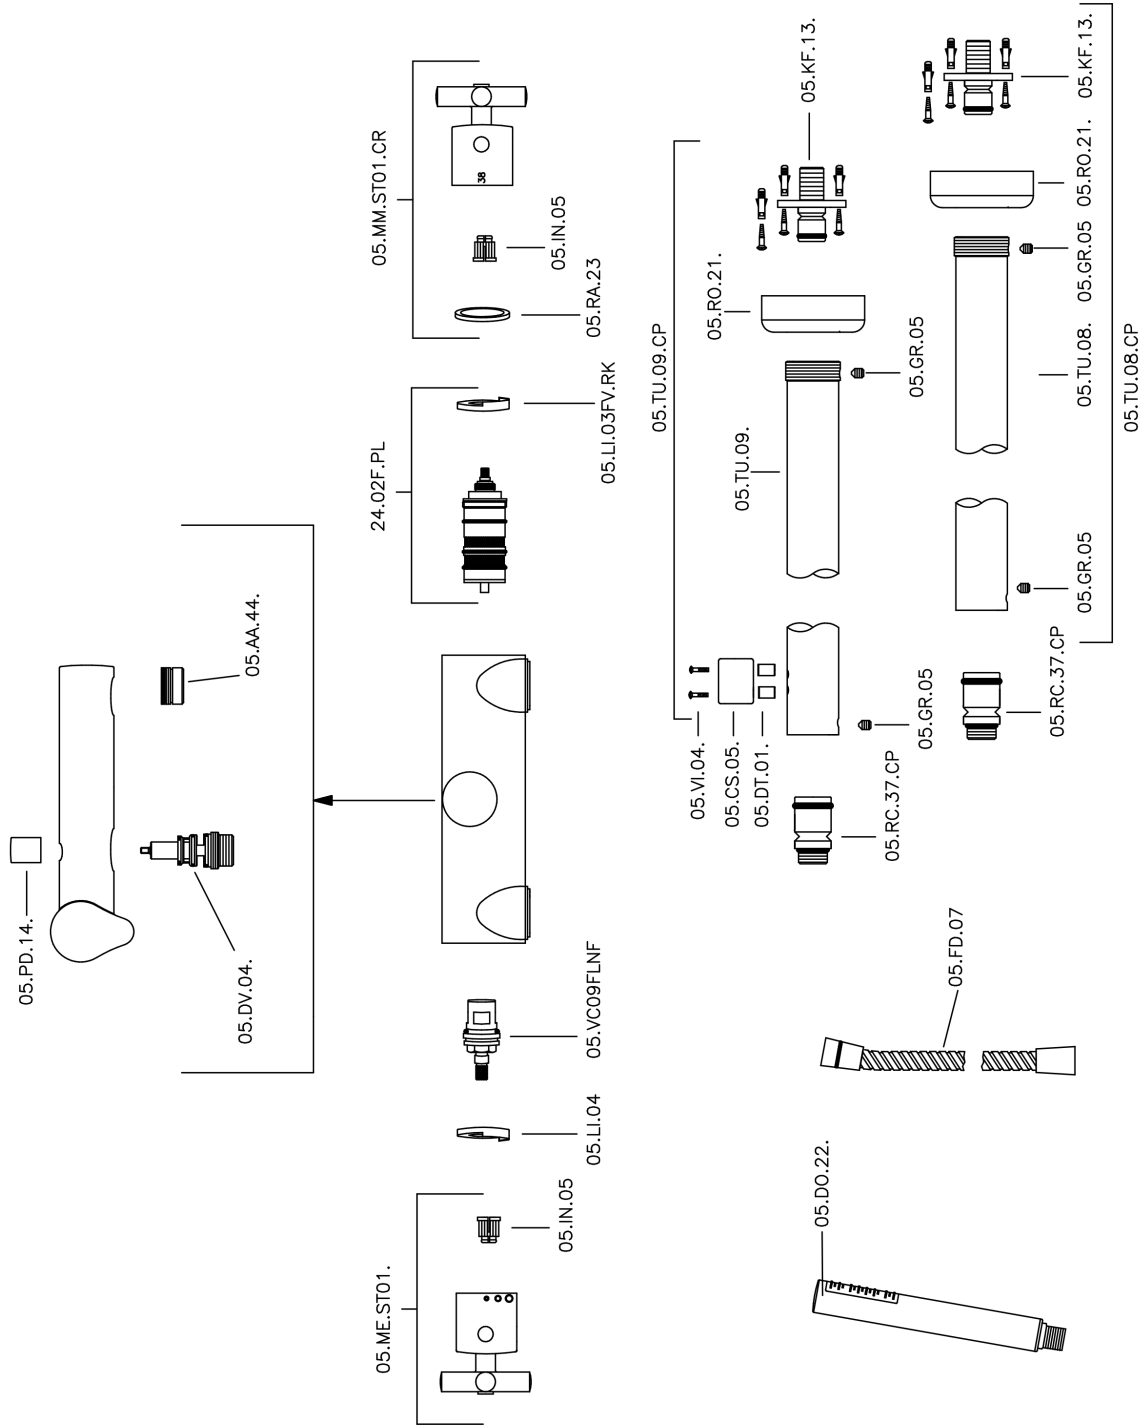 05.PD.14.
05.DV.04.
05.AA.44.
05.ME.ST01.
05.IN.05
05.LI.04
05.VC09FLNF
24.02F.PL
05.LI.03FV.RK
05.MM.ST01.CR
38
05.IN.05
05.RA.23
05.DO.22.
05.FD.07
05.TU.09.CP
05.VI.04.
05.CS.05.
05.DT.01.
05.TU.09.
05.RO.21.
05.KF.13.
05.RC.37.CP
05.GR.05
05.GR.05
05.RC.37.CP
05.GR.05
05.TU.08.
05.GR.05
05.RO.21.
05.KF.13.
05.TU.08.CP